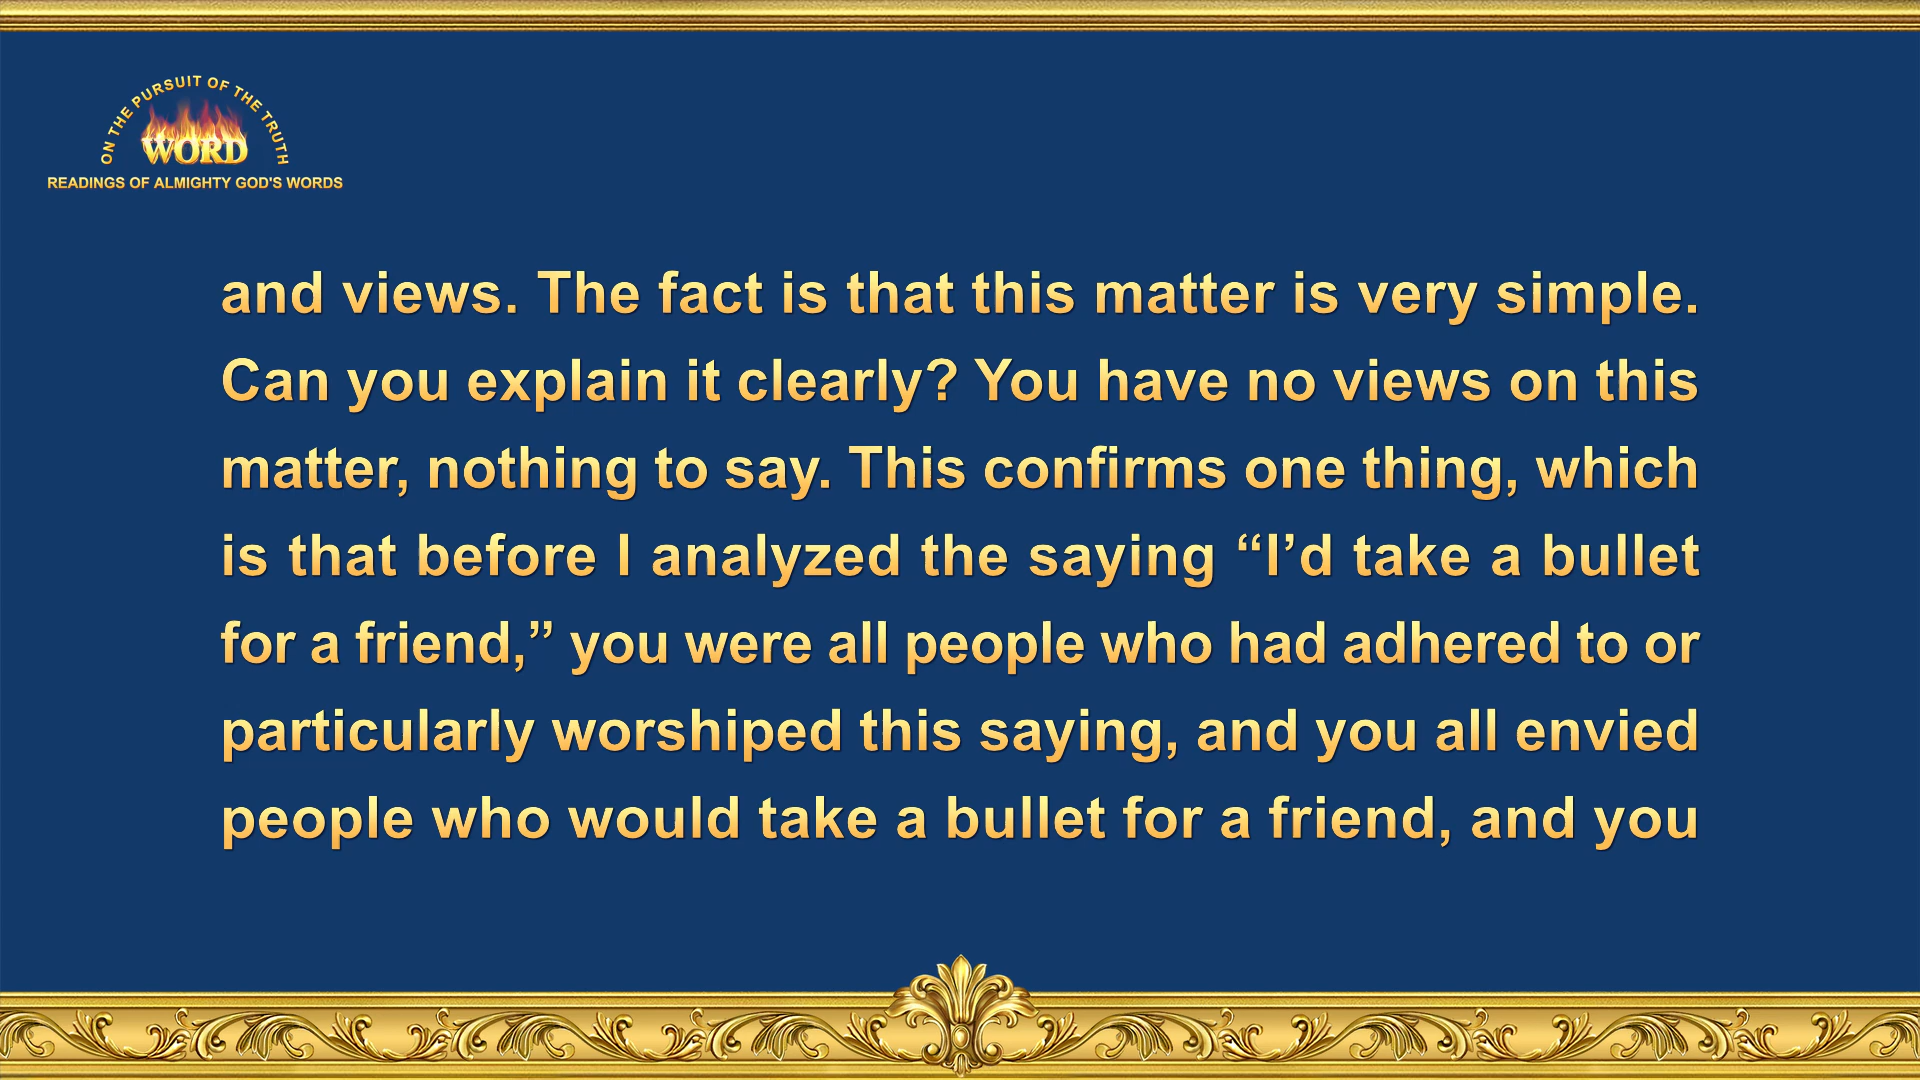 ON THE PURSUIT OF THE TRUTH
WORD
READINGS OF ALMIGHTY GOD'S WORDS
and views. The fact is that this matter is very simple.
Can you explain it clearly? You have no views on this
matter, nothing to say. This confirms one thing, which
is that before I analyzed the saying “I’d take a bullet
for a friend,” you were all people who had adhered to or
particularly worshiped this saying, and you all envied
people who would take a bullet for a friend, and you